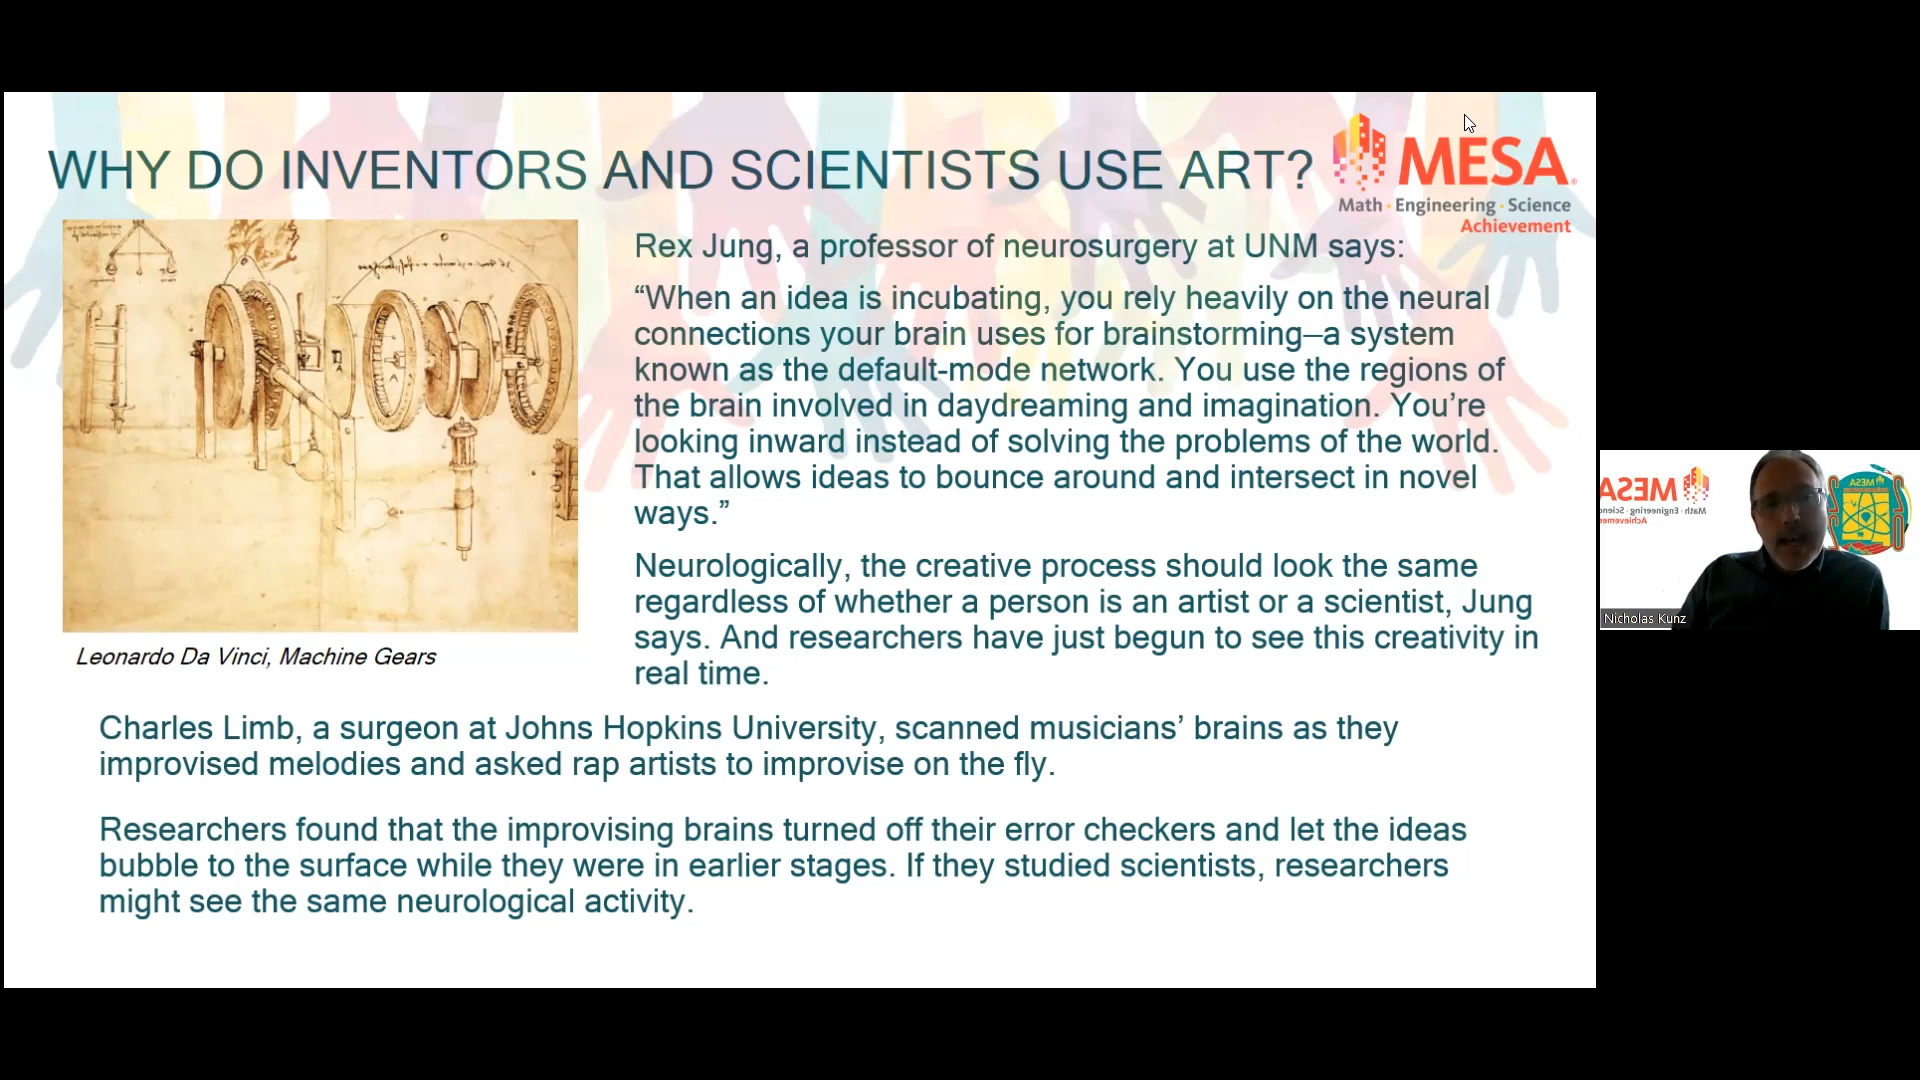 WHY DO INVENTORS AND SCIENTISTS USE ART?
MESA
Math · Engineering · Science
Achievement
Rex Jung, a professor of neurosurgery at UNM says:
“When an idea is incubating, you rely heavily on the neural
connections your brain uses for brainstorming—a system
known as the default-mode network. You use the regions of
the brain involved in daydreaming and imagination. You’re
looking inward instead of solving the problems of the world.
That allows ideas to bounce around and intersect in novel
ways.”
Neurologically, the creative process should look the same
regardless of whether a person is an artist or a scientist, Jung
says. And researchers have just begun to see this creativity in
real time.
Leonardo Da Vinci, Machine Gears
Charles Limb, a surgeon at Johns Hopkins University, scanned musicians’ brains as they
improvised melodies and asked rap artists to improvise on the fly.
Researchers found that the improvising brains turned off their error checkers and let the ideas
bubble to the surface while they were in earlier stages. If they studied scientists, researchers
might see the same neurological activity.
MESA
Math · Engineering · Scienc
Achievement
MESA
Nicholas Kunz